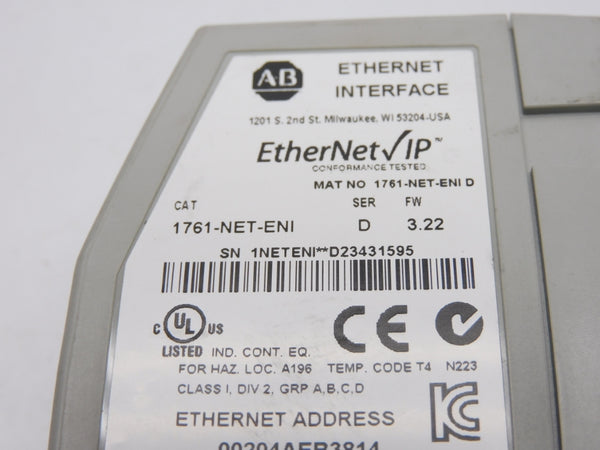 AB
ETHERNET
INTERFACE
1201 S. 2nd St. Milwaukee, WI 53204-USA
EtherNet/IP™
CONFORMANCE TESTED
MAT NO 1761-NET-ENI D
CAT SER FW
1761-NET-ENI D 3.22
SN 1NETENI**D23431595
C UL US
CE
LISTED IND. CONT. EQ.
FOR HAZ. LOC. A196 TEMP. CODE T4 N223
CLASS I, DIV 2, GRP A,B,C,D
ETHERNET ADDRESS
00204AFB3814